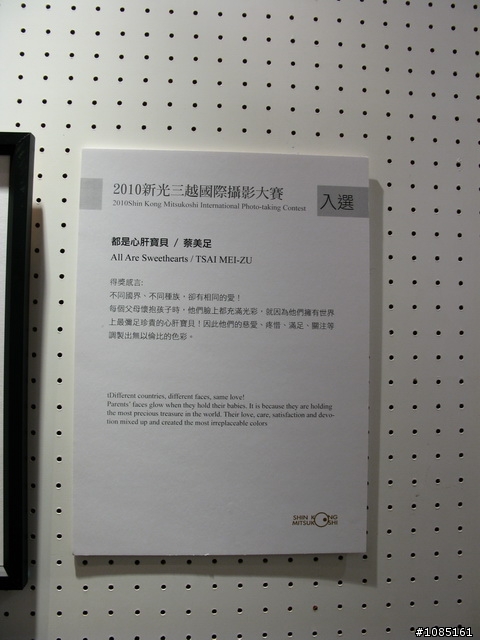 2010新光三越國際攝影大賽
2010Shin Kong Mitsukoshi International Photo-taking Contest
入選
都是心肝寶貝 / 蔡美足
All Are Sweethearts / TSAI MEI-ZU
得獎感言:
不同國界、不同種族，卻有相同的愛！
每個父母懷抱孩子時，他們臉上都充滿光彩，就因為他們擁有世界
上最彌足珍貴的心肝寶貝！因此他們的慈愛、疼惜、滿足、關注等
調製出無以倫比的色彩。
iDifferent countries, different faces, same love!
Parents' faces glow when they hold their babies. It is because they are holding
the most precious treasure in the world. Their love, care, satisfaction and devo-
tion mixed up and created the most irreplaceable colors
SHIN KONG
MITSUKOSHI
#1085161